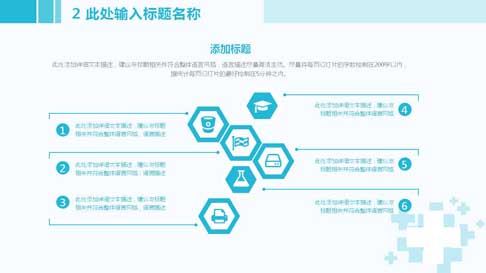 2 此处输入标题名称
添加标题
此处添加详细文本描述，建议与标题相关并符合整体语言风格，语言描述尽量简洁生动。尽量将每页幻灯片的字数控制在200字以内，
据统计每页幻灯片的最好控制在5分钟之内。
1
此处添加详细文本描述，建议与
标题相关并符合整体语言风格，语言描述
2
此处添加详细文本描述，建议与
标题相关并符合整体语言风格，语言描述
3
此处添加详细文本描述，建议与
标题相关并符合整体语言风格，语言描述
此处添加详细文本描述，建议与
标题相关并符合整体语言风格
4
此处添加详细文本描述，建议与
标题相关并符合整体语言风格
5
此处添加详细文本描述，建议与
标题相关并符合整体语言风格
6